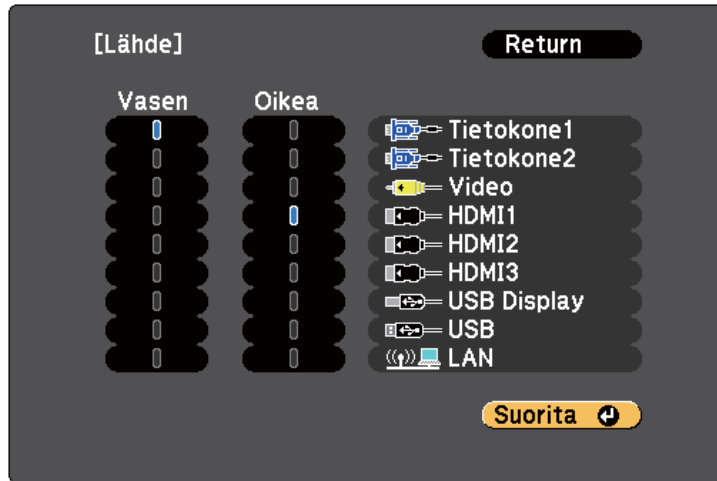 [Lähde] Return
Vasen Oikea
Tietokone1
Tietokone2
Video
HDMI1
HDMI2
HDMI3
USB Display
USB
LAN
Suorita